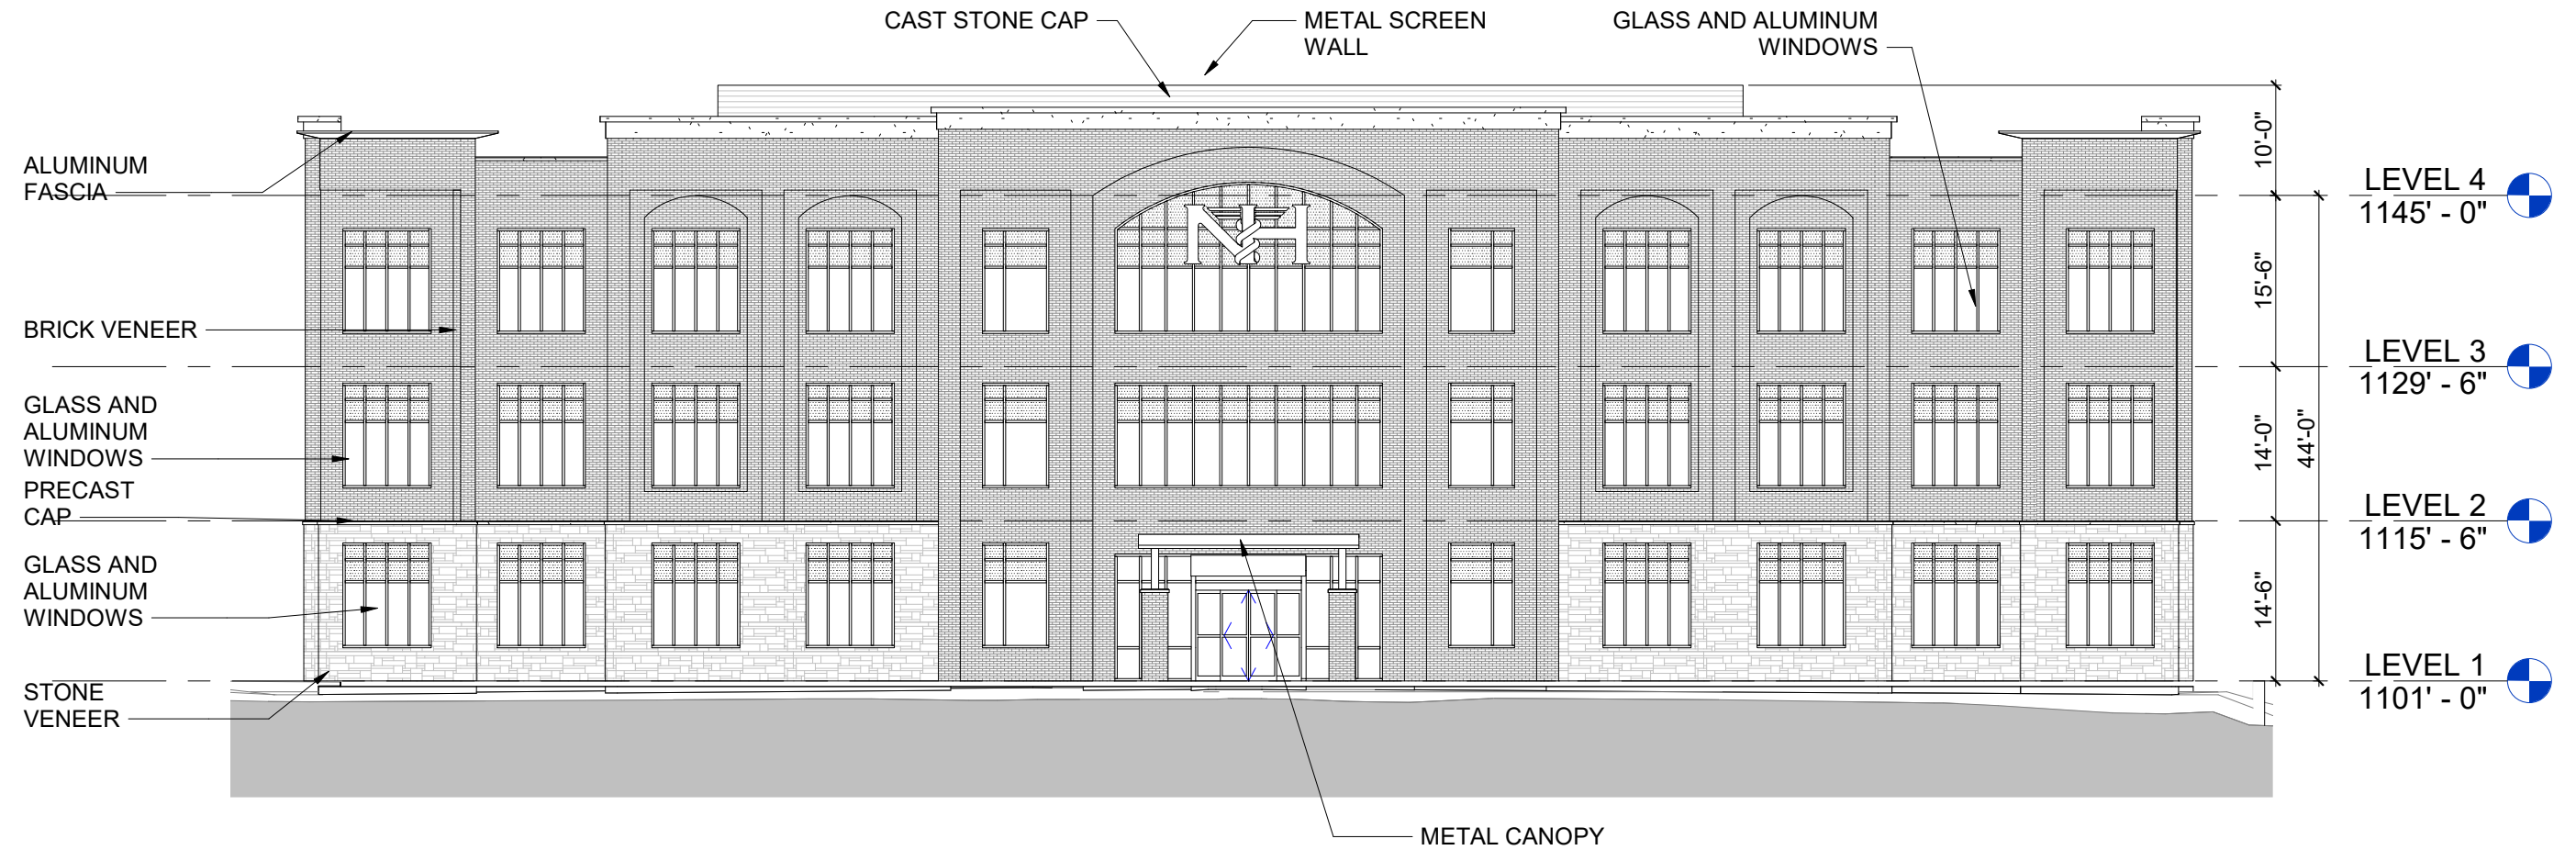 CAST STONE CAP
METAL SCREEN
WALL
GLASS AND ALUMINUM
WINDOWS
ALUMINUM
FASCIA
BRICK VENEER
GLASS AND
ALUMINUM
WINDOWS
PRECAST
CAP
GLASS AND
ALUMINUM
WINDOWS
STONE
VENEER
NH
METAL CANOPY
10'-0"
15'-6"
14'-0"
14'-6"
44'-0"
LEVEL 4
1145' - 0"
LEVEL 3
1129' - 6"
LEVEL 2
1115' - 6"
LEVEL 1
1101' - 0"